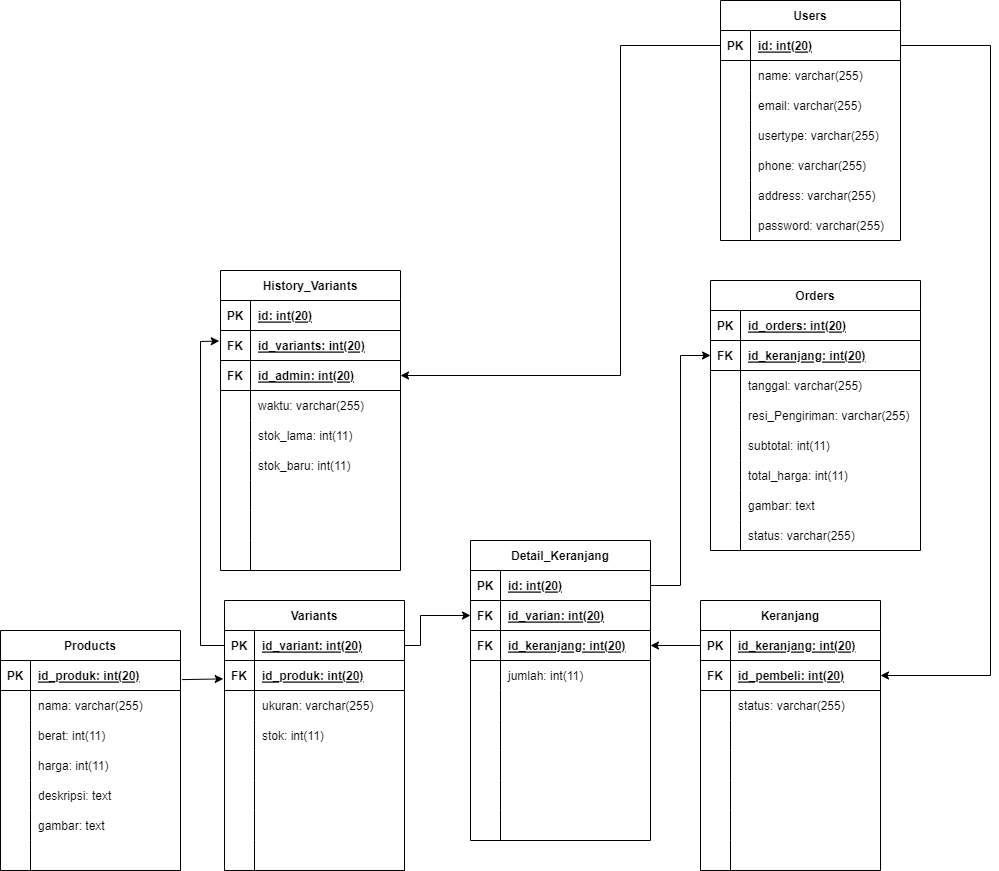 Users
PK id: int(20)
name: varchar(255)
email: varchar(255)
usertype: varchar(255)
phone: varchar(255)
address: varchar(255)
password: varchar(255)
History_Variants
PK id: int(20)
FK id_variants: int(20)
FK id_admin: int(20)
waktu: varchar(255)
stok_lama: int(11)
stok_baru: int(11)
Orders
PK id_orders: int(20)
FK id_keranjang: int(20)
tanggal: varchar(255)
resi_Pengiriman: varchar(255)
subtotal: int(11)
total_harga: int(11)
gambar: text
status: varchar(255)
Detail_Keranjang
PK id: int(20)
FK id_varian: int(20)
FK id_keranjang: int(20)
jumlah: int(11)
Variants
PK id_variant: int(20)
FK id_produk: int(20)
ukuran: varchar(255)
stok: int(11)
Keranjang
PK id_keranjang: int(20)
FK id_pembeli: int(20)
status: varchar(255)
Products
PK id_produk: int(20)
nama: varchar(255)
berat: int(11)
harga: int(11)
deskripsi: text
gambar: text